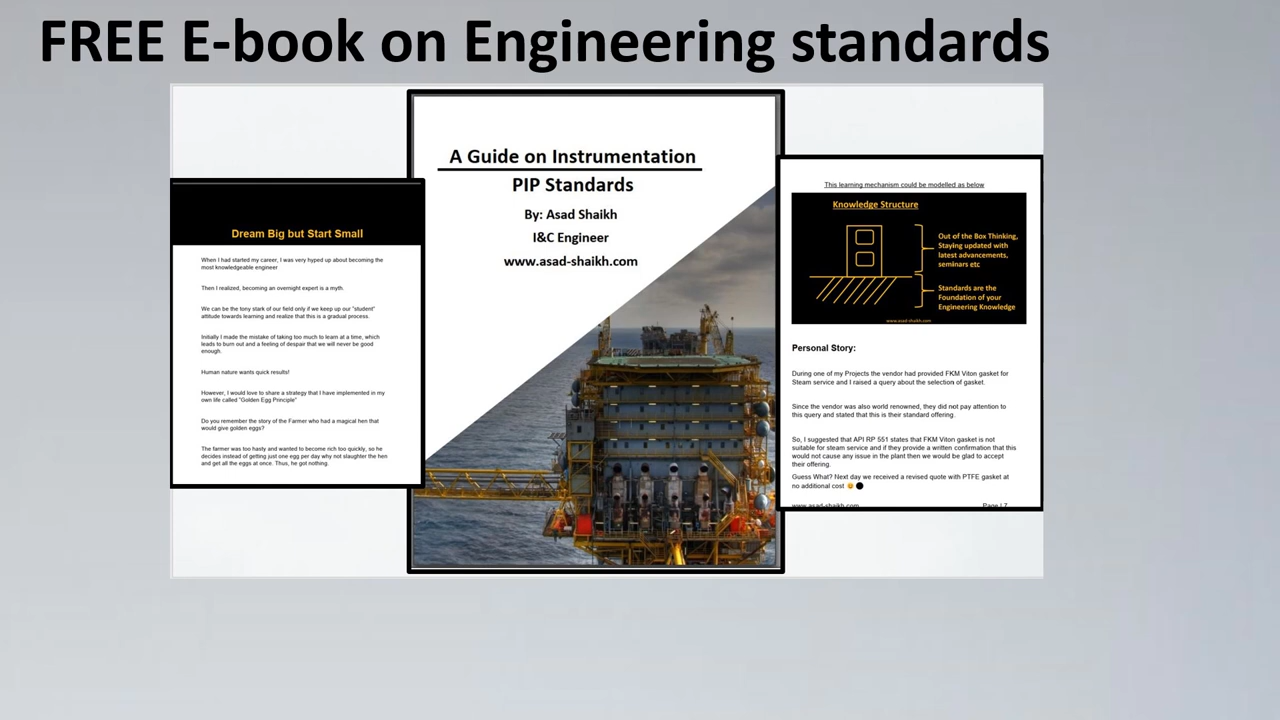 FREE E-book on Engineering standards
Dream Big but Start Small
When I had started my career, I was very hyped up about becoming the
most knowledgeable engineer
Then I realized, becoming an overnight expert is a myth.
We can be the tony stark of our field only if we keep up our "student"
attitude towards learning and realize that this is a gradual process.
Initially I made the mistake of taking too much to learn at a time, which
leads to burn out and a feeling of despair that we will never be good
enough.
Human nature wants quick results!
However, I would love to share a strategy that I have implemented in my
own life called "Golden Egg Principle"
Do you remember the story of the Farmer who had a magical hen that
would give golden eggs?
The farmer was too hasty and wanted to become rich too quickly, so he
decides instead of getting just one egg per day why not slaughter the hen
and get all the eggs at once. Thus, he got nothing.
A Guide on Instrumentation
PIP Standards
By: Asad Shaikh
I&C Engineer
www.asad-shaikh.com
This learning mechanism could be modelled as below
Knowledge Structure
Out of the Box Thinking,
Staying updated with
latest advancements,
seminars etc
Standards are the
Foundation of your
Engineering Knowledge
www.asad-shaikh.com
Personal Story:
During one of my Projects the vendor had provided FKM Viton gasket for
Steam service and I raised a query about the selection of gasket.
Since the vendor was also world renowned, they did not pay attention to
this query and stated that this is their standard offering.
So, I suggested that API RP 551 states that FKM Viton gasket is not
suitable for steam service and if they provide a written confirmation that this
would not cause any issue in the plant then we would be glad to accept
their offering.
Guess What? Next day we received a revised quote with PTFE gasket at
no additional cost
www.asad-shaikh.com Page | 7